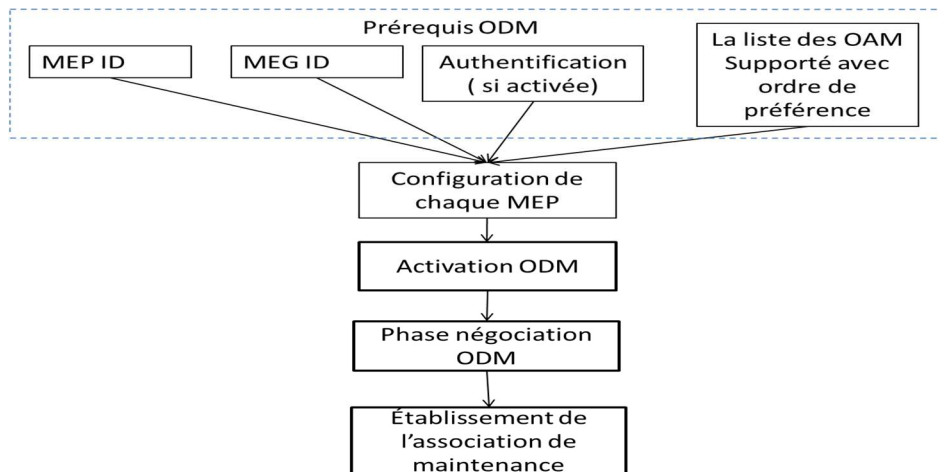 Prérequis ODM
MEP ID
MEG ID
Authentification
( si activée)
La liste des OAM
Supporté avec
ordre de
préférence
Configuration de
chaque MEP
Activation ODM
Phase négociation
ODM
Établissement de
l’association de
maintenance